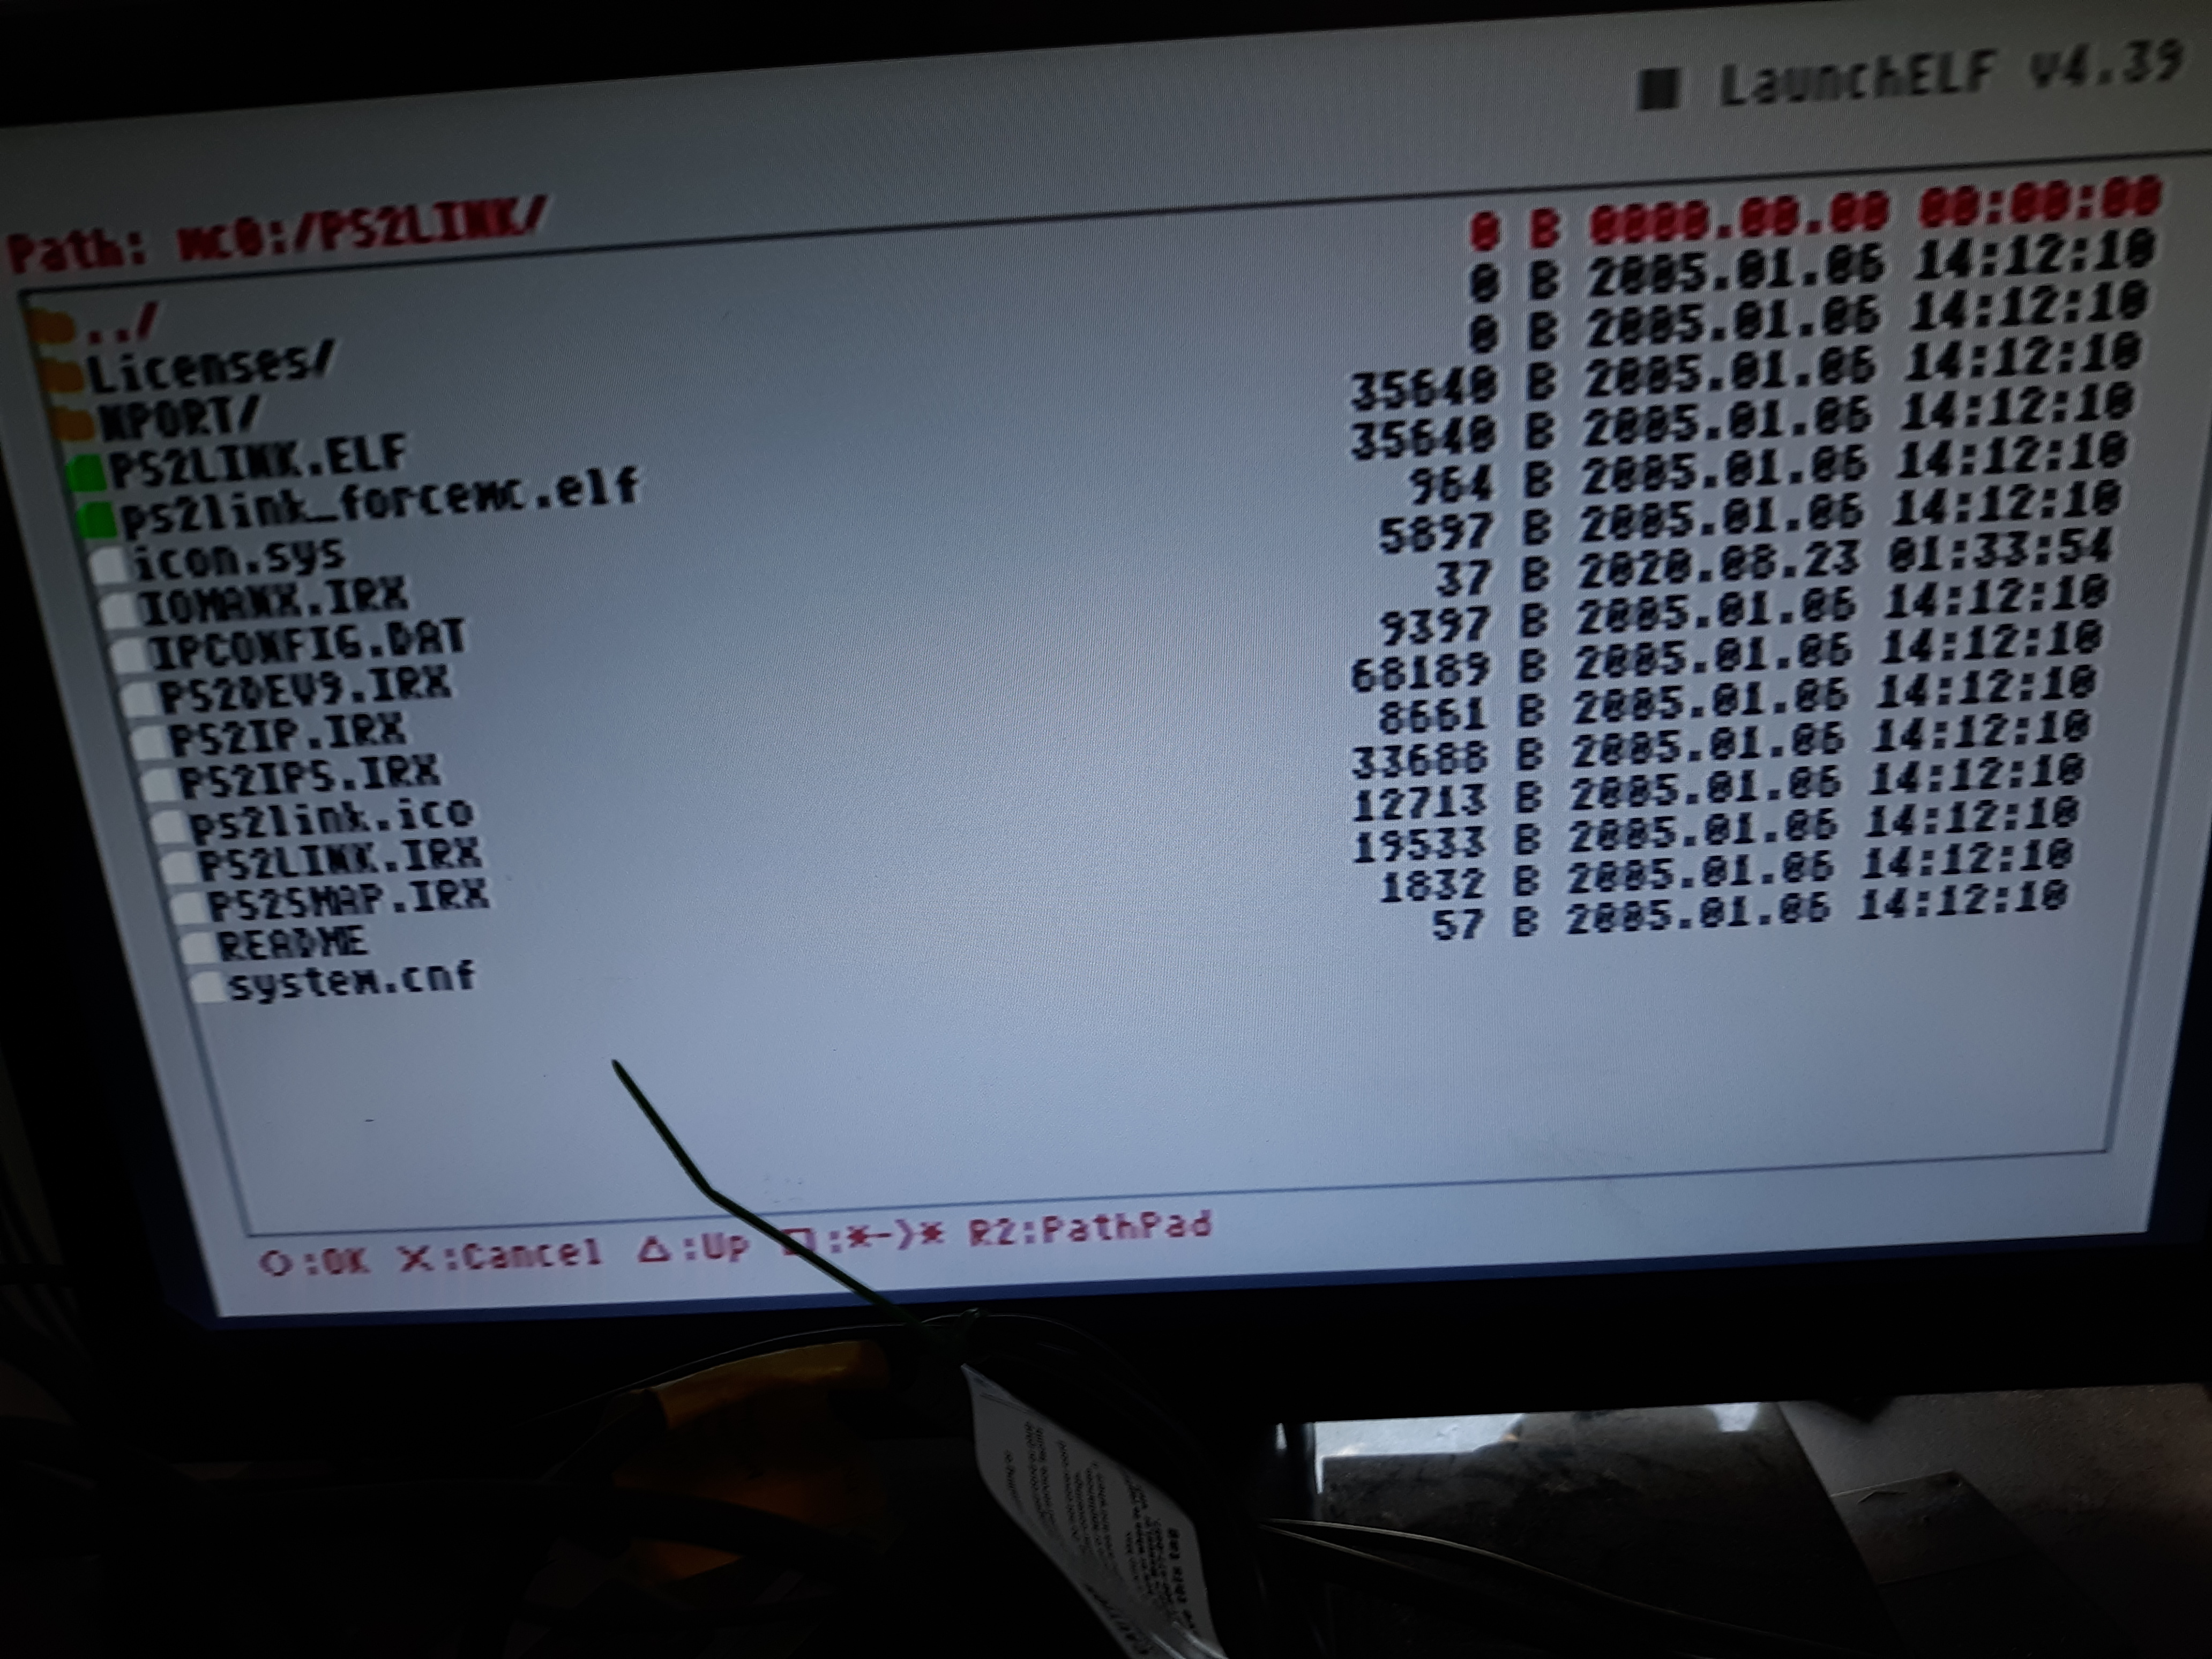 ■ LaunchELF v4.39
Path: mc0:/PS2LINK/
../ 0 B 0000.00.00 00:00:00
Licenses/ 0 B 2005.01.06 14:12:10
NPORT/ 0 B 2005.01.06 14:12:10
PS2LINK.ELF 35640 B 2005.01.06 14:12:10
ps2link_forcemc.elf 35640 B 2005.01.06 14:12:10
icon.sys 964 B 2005.01.06 14:12:10
IOMANX.IRX 5897 B 2005.01.06 14:12:10
IPCONFIG.DAT 37 B 2020.08.23 01:33:54
PS2DEV9.IRX 9397 B 2005.01.06 14:12:10
PS2IP.IRX 68189 B 2005.01.06 14:12:10
PS2IPS.IRX 8661 B 2005.01.06 14:12:10
ps2link.ico 33688 B 2005.01.06 14:12:10
PS2LINK.IRX 12713 B 2005.01.06 14:12:10
PS2SMAP.IRX 19533 B 2005.01.06 14:12:10
README 1832 B 2005.01.06 14:12:10
system.cnf 57 B 2005.01.06 14:12:10
○:OK ×:Cancel △:Up □:*->* R2:PathPad